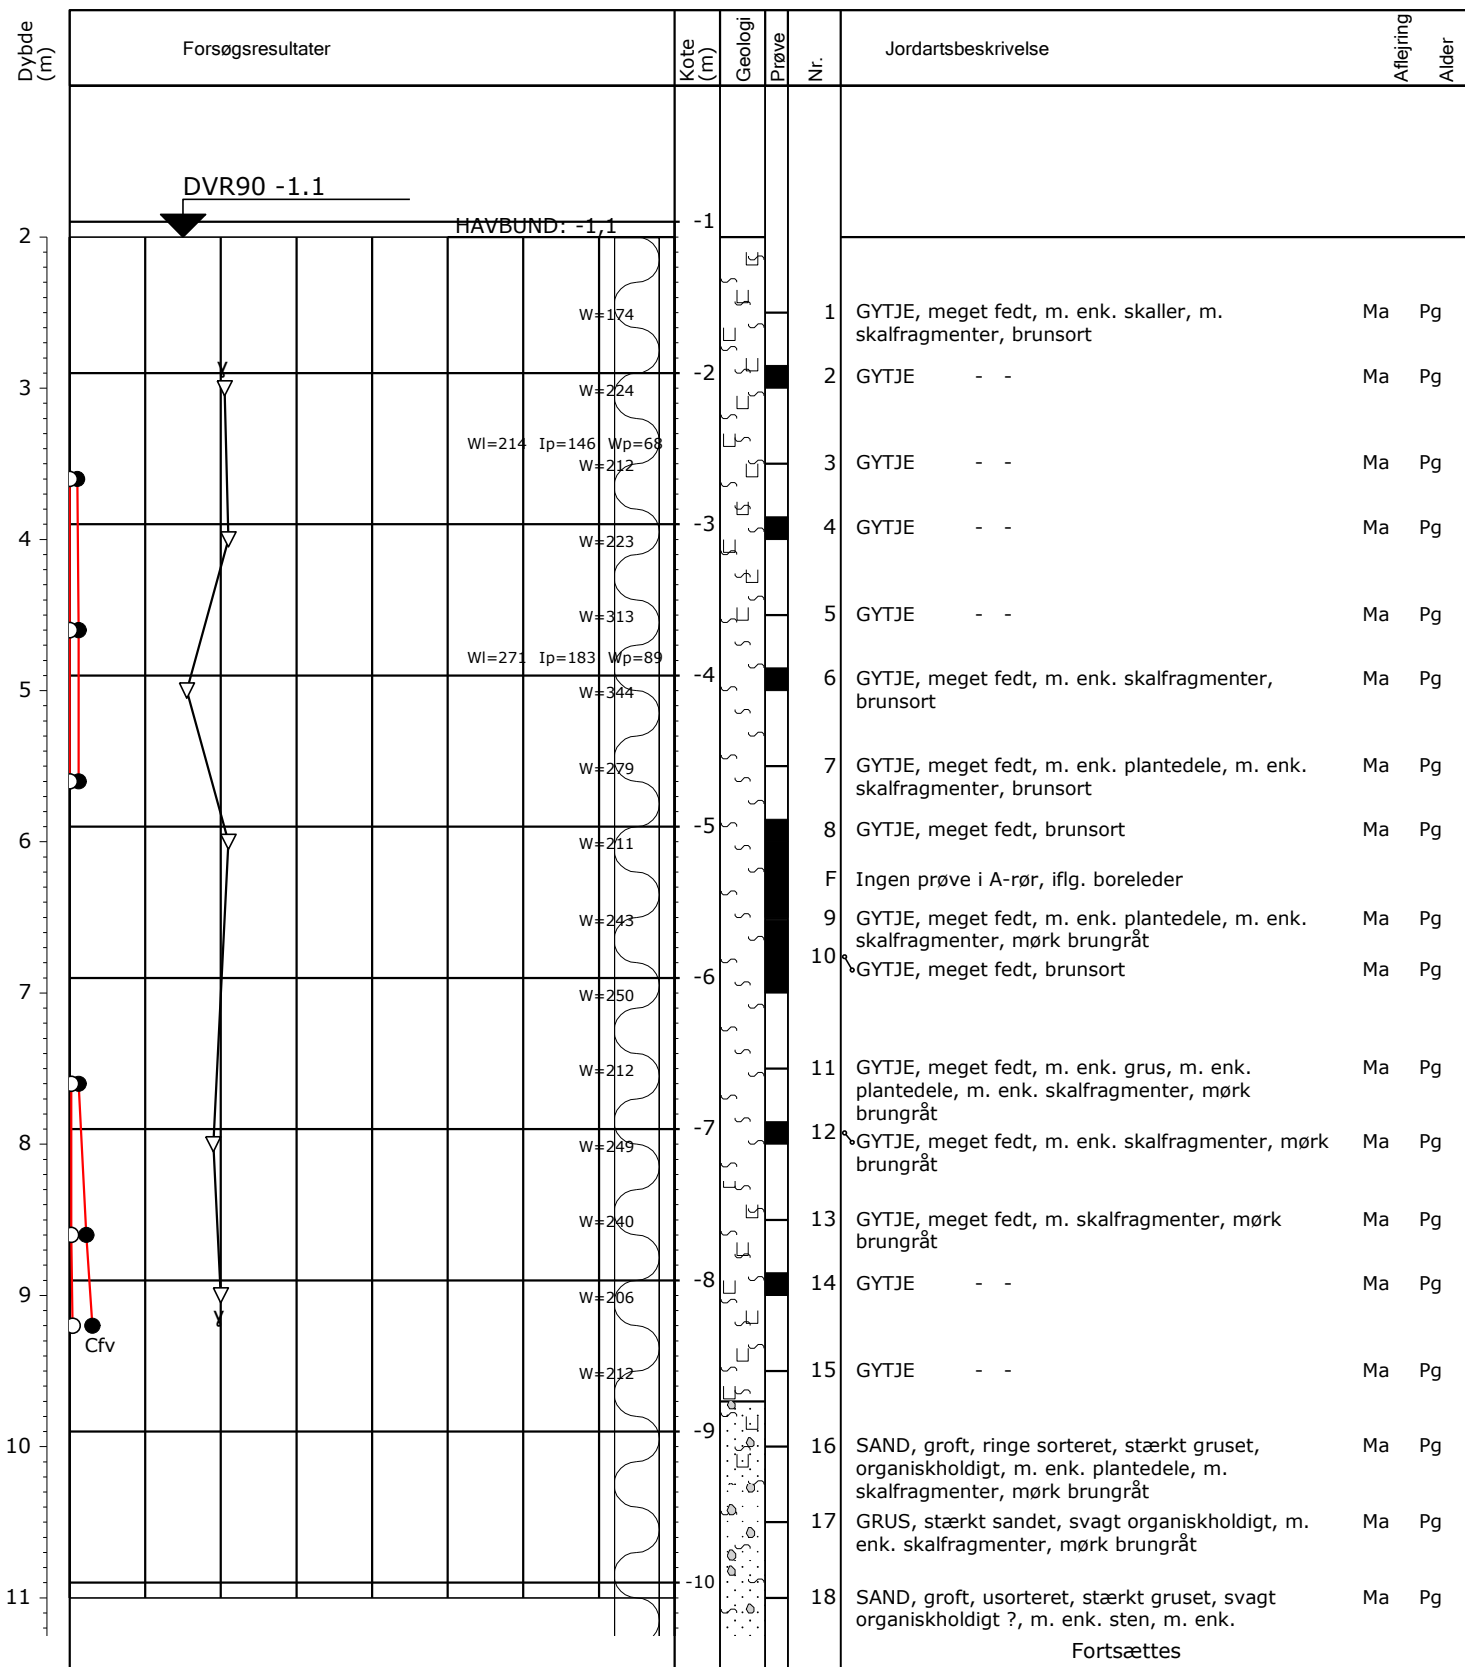 Dybde (m)
Forsøgsresultater
Kote (m)
Geologi
Prøve
Nr.
Jordartsbeskrivelse
Aflejring
Alder
DVR90 -1.1
HAVBUND: -1,1
-1
2
W=174
1 GYTJE, meget fedt, m. enk. skaller, m. Ma Pg
skalfragmenter, brunsort
γ
-2
3
W=224
2 GYTJE - - Ma Pg
Wl=214 Ip=146 Wp=68
W=212
3 GYTJE - - Ma Pg
-3
4
W=223
4 GYTJE - - Ma Pg
W=313
5 GYTJE - - Ma Pg
Wl=271 Ip=183 Wp=89
-4
5
W=344
6 GYTJE, meget fedt, m. enk. skalfragmenter, Ma Pg
brunsort
W=279
7 GYTJE, meget fedt, m. enk. plantedele, m. enk. Ma Pg
skalfragmenter, brunsort
-5
6
W=211
8 GYTJE, meget fedt, brunsort Ma Pg
F Ingen prøve i A-rør, iflg. boreleder
W=243
9 GYTJE, meget fedt, m. enk. plantedele, m. enk. Ma Pg
skalfragmenter, mørk brungråt
-6
7
W=250
10 GYTJE, meget fedt, brunsort Ma Pg
W=212
11 GYTJE, meget fedt, m. enk. grus, m. enk. Ma Pg
plantedele, m. enk. skalfragmenter, mørk
brungråt
-7
8
W=249
12 GYTJE, meget fedt, m. enk. skalfragmenter, mørk Ma Pg
brungråt
W=240
13 GYTJE, meget fedt, m. skalfragmenter, mørk Ma Pg
brungråt
-8
9
W=206
14 GYTJE - - Ma Pg
γ
Cfv
W=212
15 GYTJE - - Ma Pg
-9
10
16 SAND, groft, ringe sorteret, stærkt gruset, Ma Pg
organiskholdigt, m. enk. plantedele, m.
skalfragmenter, mørk brungråt
17 GRUS, stærkt sandet, svagt organiskholdigt, m. Ma Pg
enk. skalfragmenter, mørk brungråt
-10
11
18 SAND, groft, usorteret, stærkt gruset, svagt Ma Pg
organiskholdigt ?, m. enk. sten, m. enk.
Fortsættes